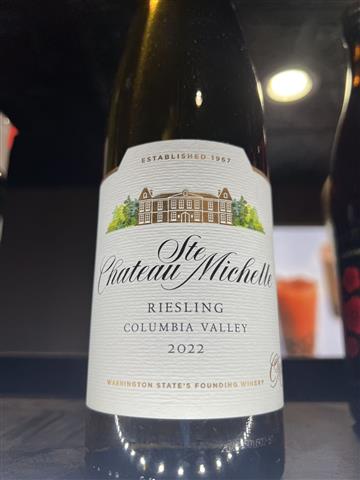 ESTABLISHED 1967
Ste
Chateau Michelle
RIESLING
COLUMBIA VALLEY
2022
WASHINGTON STATE'S FOUNDING WINERY